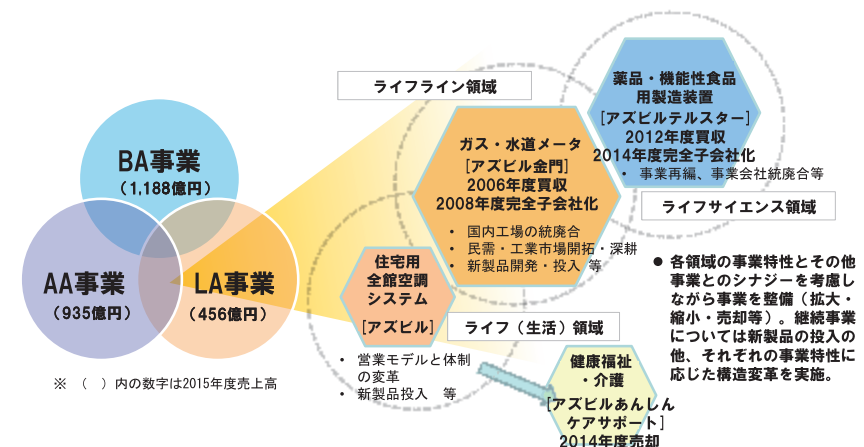 BA事業
（1,188億円）
AA事業
（935億円）
LA事業
（456億円）
※ （　）内の数字は2015年度売上高
ライフライン領域
ガス・水道メータ
[アズビル金門]
2006年度買収
2008年度完全子会社化
• 国内工場の統廃合
• 民需・工業市場開拓・深耕
• 新製品開発・投入 等
薬品・機能性食品
用製造装置
[アズビルテルスター]
2012年度買収
2014年度完全子会社化
• 事業再編、事業会社統廃合等
ライフサイエンス領域
住宅用
全館空調
システム
[アズビル]
ライフ（生活）領域
• 営業モデルと体制
の変革
• 新製品投入 等
健康福祉
・介護
[アズビルあんしん
ケアサポート]
2014年度売却
● 各領域の事業特性とその他
事業とのシナジーを考慮し
ながら事業を整備（拡大・
縮小・売却等）。継続事業
については新製品の投入の
他、それぞれの事業特性に
応じた構造変革を実施。